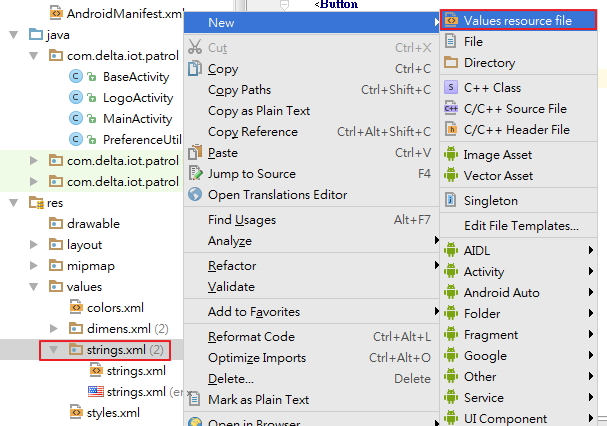 AndroidManifest.xml
java
com.delta.iot.patrol
BaseActivity
LogoActivity
MainActivity
PreferenceUtil
com.delta.iot.patrol
com.delta.iot.patrol
res
drawable
layout
mipmap
values
colors.xml
dimens.xml (2)
strings.xml (2)
strings.xml
strings.xml (en
styles.xml
<Button
New
Cut Ctrl+X
Copy Ctrl+C
Copy Paths Ctrl+Shift+C
Copy as Plain Text
Copy Reference Ctrl+Alt+Shift+C
Paste Ctrl+V
Jump to Source F4
Open Translations Editor
Find Usages Alt+F7
Analyze
Refactor
Validate
Add to Favorites
Reformat Code Ctrl+Alt+L
Optimize Imports Ctrl+Alt+O
Delete... Delete
Mark as Plain Text
Open in Browser
Values resource file
File
Directory
C++ Class
C/C++ Source File
C/C++ Header File
Image Asset
Vector Asset
Singleton
Edit File Templates...
AIDL
Activity
Android Auto
Folder
Fragment
Google
Other
Service
UI Component